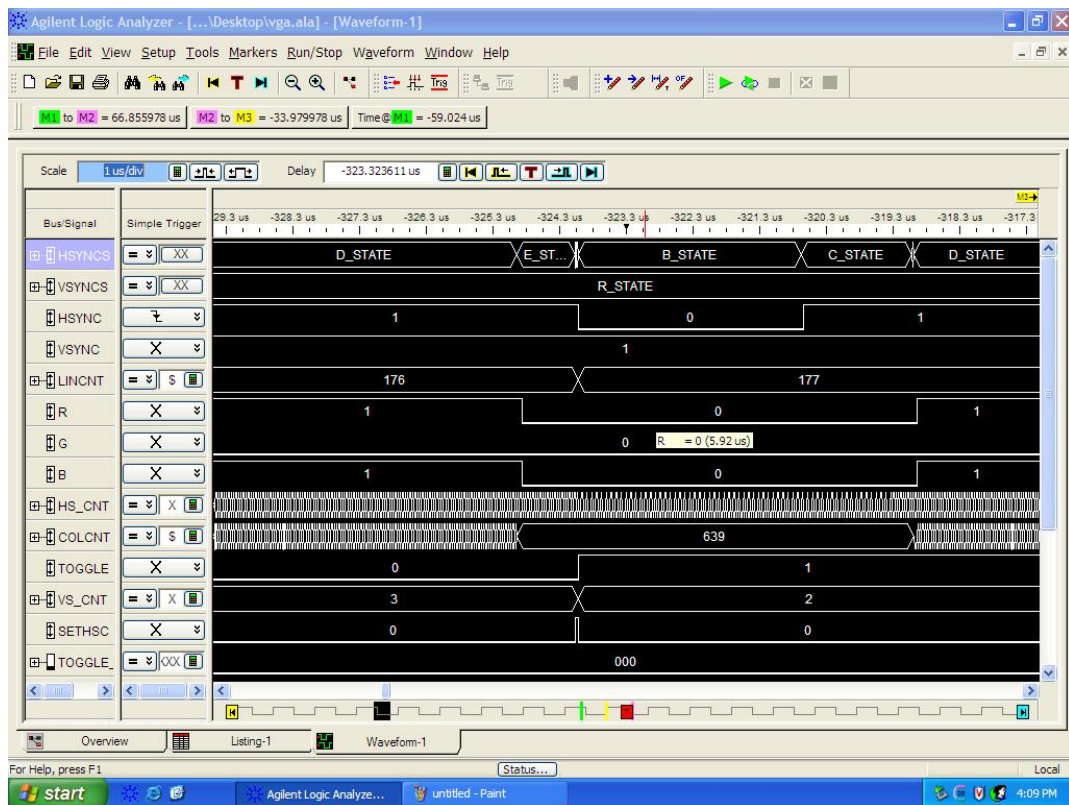 Agilent Logic Analyzer - [...\Desktop\vga.ala] - [Waveform-1]
File Edit View Setup Tools Markers Run/Stop Waveform Window Help
M1 to M2 = 66.855978 us M2 to M3 = -33.979978 us Time@M1 = -59.024 us
Scale 1 us/div Delay -323.323611 us
M3
Bus/Signal Simple Trigger 29.3 us -328.3 us -327.3 us -326.3 us -325.3 us -324.3 us -323.3 us -322.3 us -321.3 us -320.3 us -319.3 us -318.3 us -317.3
HSYNCS = XX D_STATE E_ST... B_STATE C_STATE D_STATE
VSYNCS = XX R_STATE
HSYNC 1 0 1
VSYNC X 1
LINCNT = $ 176 177
R X 1 0 1
G X 0 R = 0 (5.92 us)
B X 1 0 1
HS_CNT = X
COLCNT = $ 639
TOGGLE X 0 1
VS_CNT = X 3 2
SETHSC X 0 0
TOGGLE_ = XXX 000
Overview Listing-1 Waveform-1
For Help, press F1 Status... Local
start Agilent Logic Analyze... untitled - Paint 4:09 PM